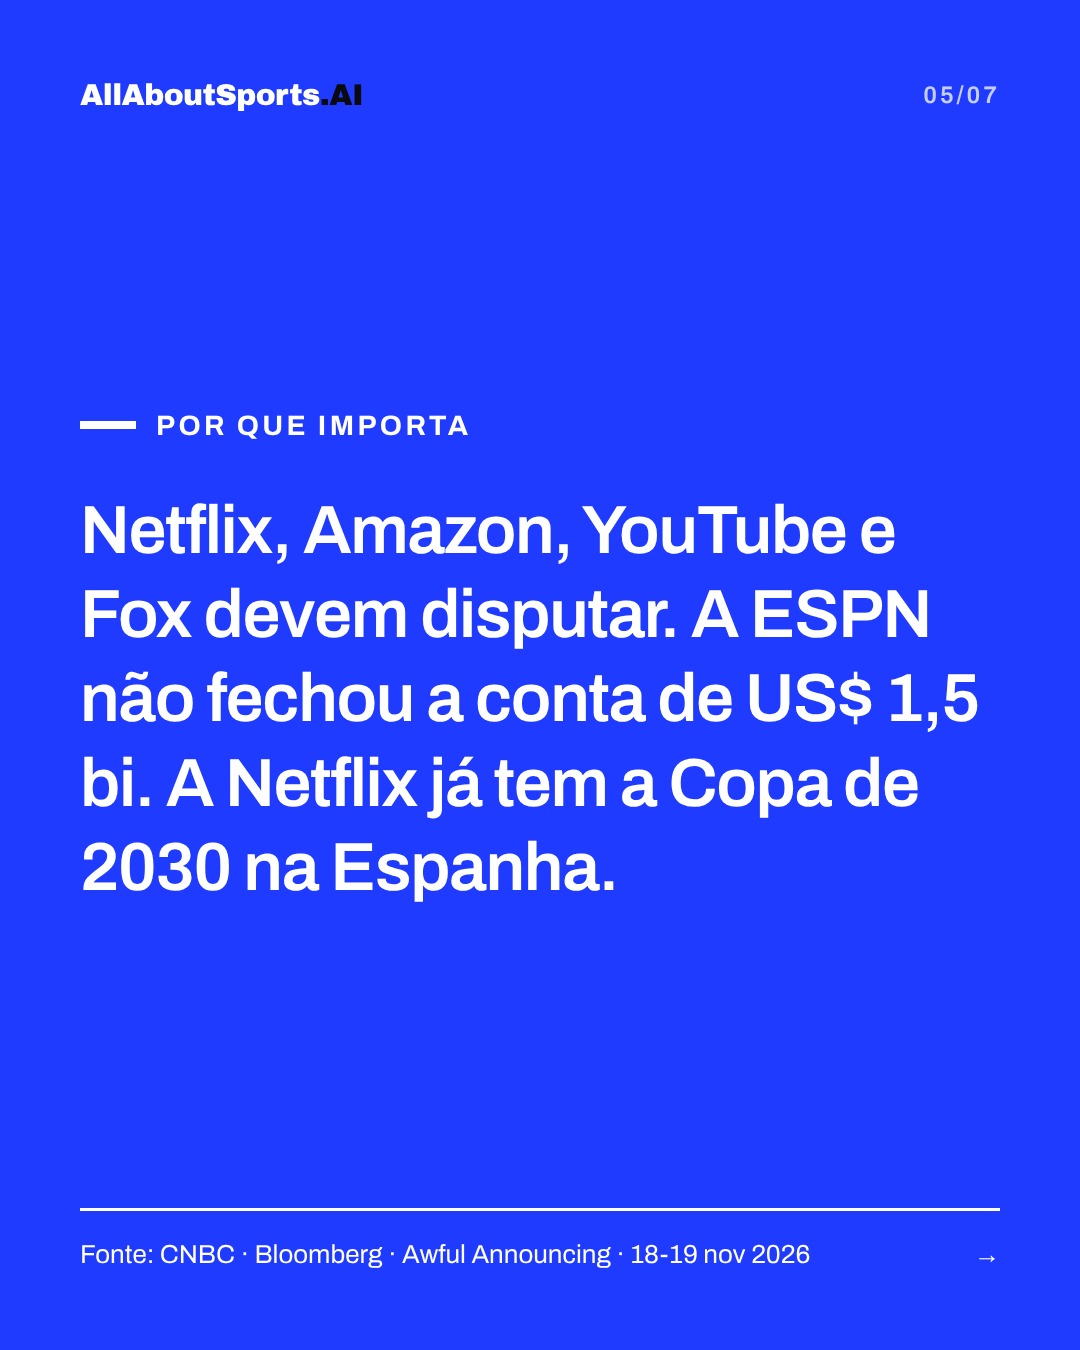 AllAboutSports.AI
05/07
POR QUE IMPORTA
Netflix, Amazon, YouTube e
Fox devem disputar. A ESPN
não fechou a conta de US$ 1,5
bi. A Netflix já tem a Copa de
2030 na Espanha.
Fonte: CNBC · Bloomberg · Awful Announcing · 18-19 nov 2026 →